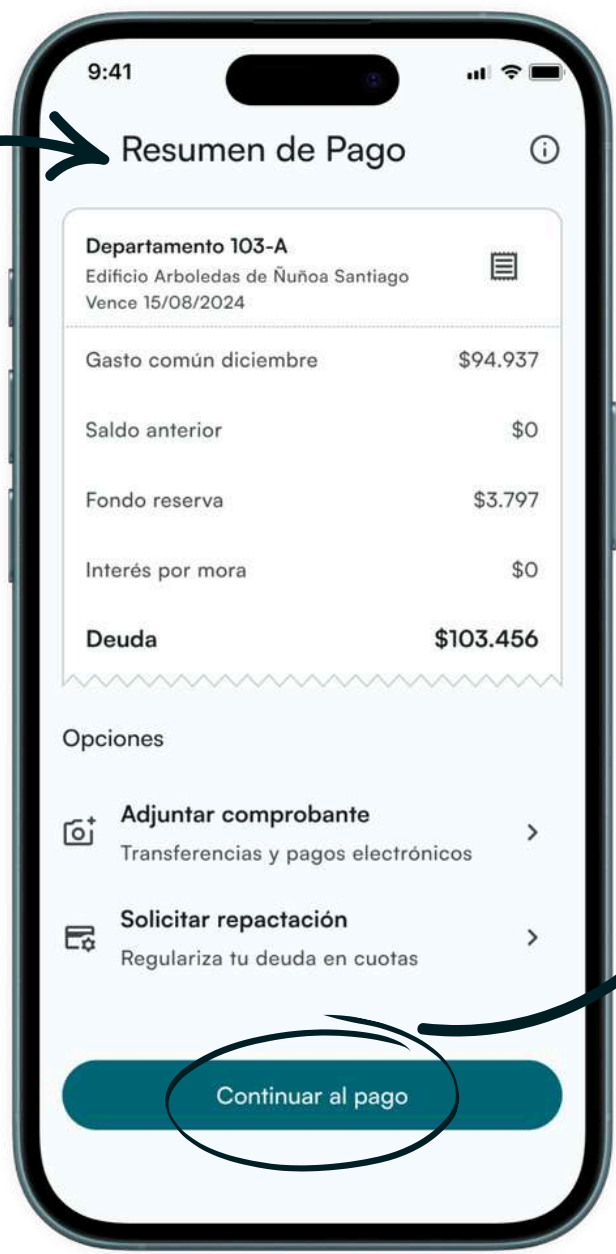 9:41
Resumen de Pago
Departamento 103-A
Edificio Arboledas de Ñuñoa Santiago
Vence 15/08/2024
Gasto común diciembre $94.937
Saldo anterior $0
Fondo reserva $3.797
Interés por mora $0
Deuda $103.456
Opciones
Adjuntar comprobante
Transferencias y pagos electrónicos
Solicitar repactación
Regulariza tu deuda en cuotas
Continuar al pago